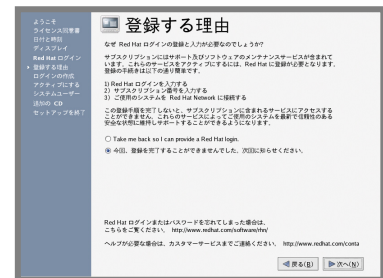 ようこそ
ライセンス同意書
日付と時刻
ディスプレイ
Red Hat ログイン
登録する理由
ログインの作成
アクティブにする
システムユーザー
追加の CD
セットアップを終了
登録する理由
なぜ Red Hat ログインの登録と入力が必要なのでしょうか?
サブスクリプションにはサポート及びソフトウェアのメンテナンスサービスが含まれて
います。これらのサービスをアクティブにするには、Red Hat に登録が必要となります。
登録の手続きは以下の通り簡単です。
1) Red Hat ログインを入力する
2) サブスクリプション番号を入力する
3) ご使用のシステムを Red Hat Network に接続する
この登録手順を完了しないと、サブスクリプションに含まれるサービスにアクセスする
ことができません。これらのサービスによってご使用のシステムを最新で信頼性のある
安全な状態に維持しサポートすることができるようになります。
Take me back so I can provide a Red Hat login.
今回、登録を完了することができませんでした、次回に知らせてください。
Red Hat ログインまたはパスワードを忘れてしまった場合は、
こちらをご覧ください。 http://www.redhat.com/software/rhn/
ヘルプが必要な場合は、カスタマーサービスまでご連絡ください。 http://www.redhat.com/conta
戻る(B)
次へ(N)